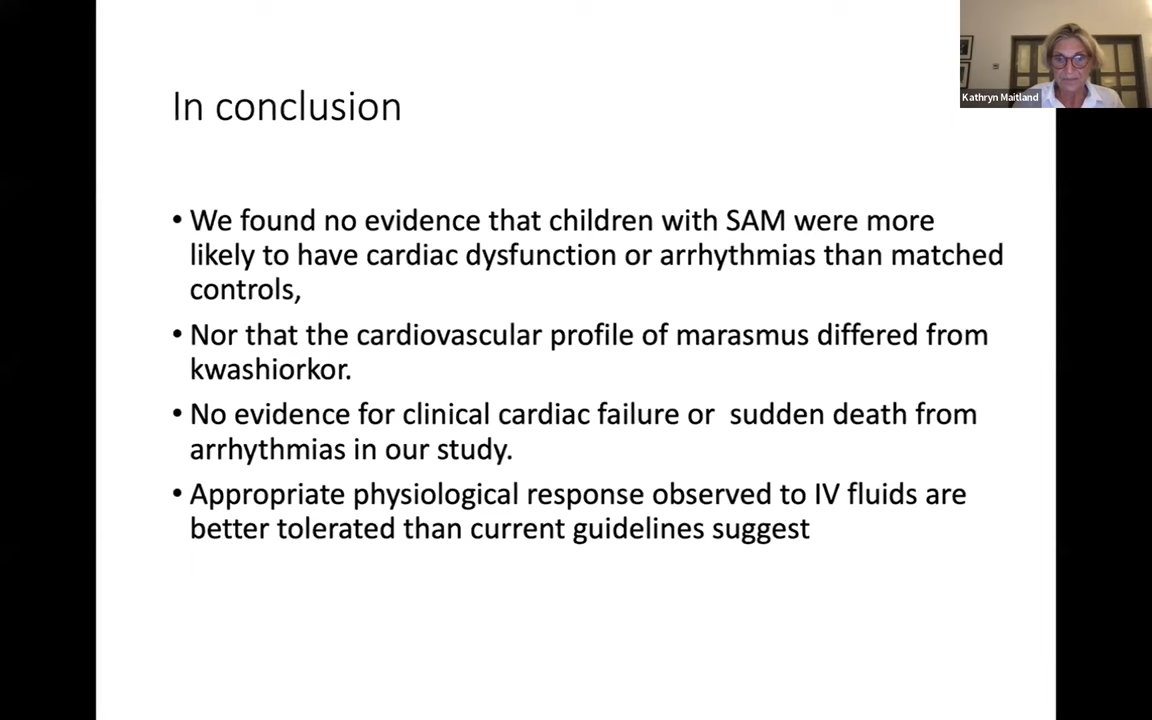 Kathryn Maitland
In conclusion
• We found no evidence that children with SAM were more
likely to have cardiac dysfunction or arrhythmias than matched
controls,
• Nor that the cardiovascular profile of marasmus differed from
kwashiorkor.
• No evidence for clinical cardiac failure or  sudden death from
arrhythmias in our study.
• Appropriate physiological response observed to IV fluids are
better tolerated than current guidelines suggest